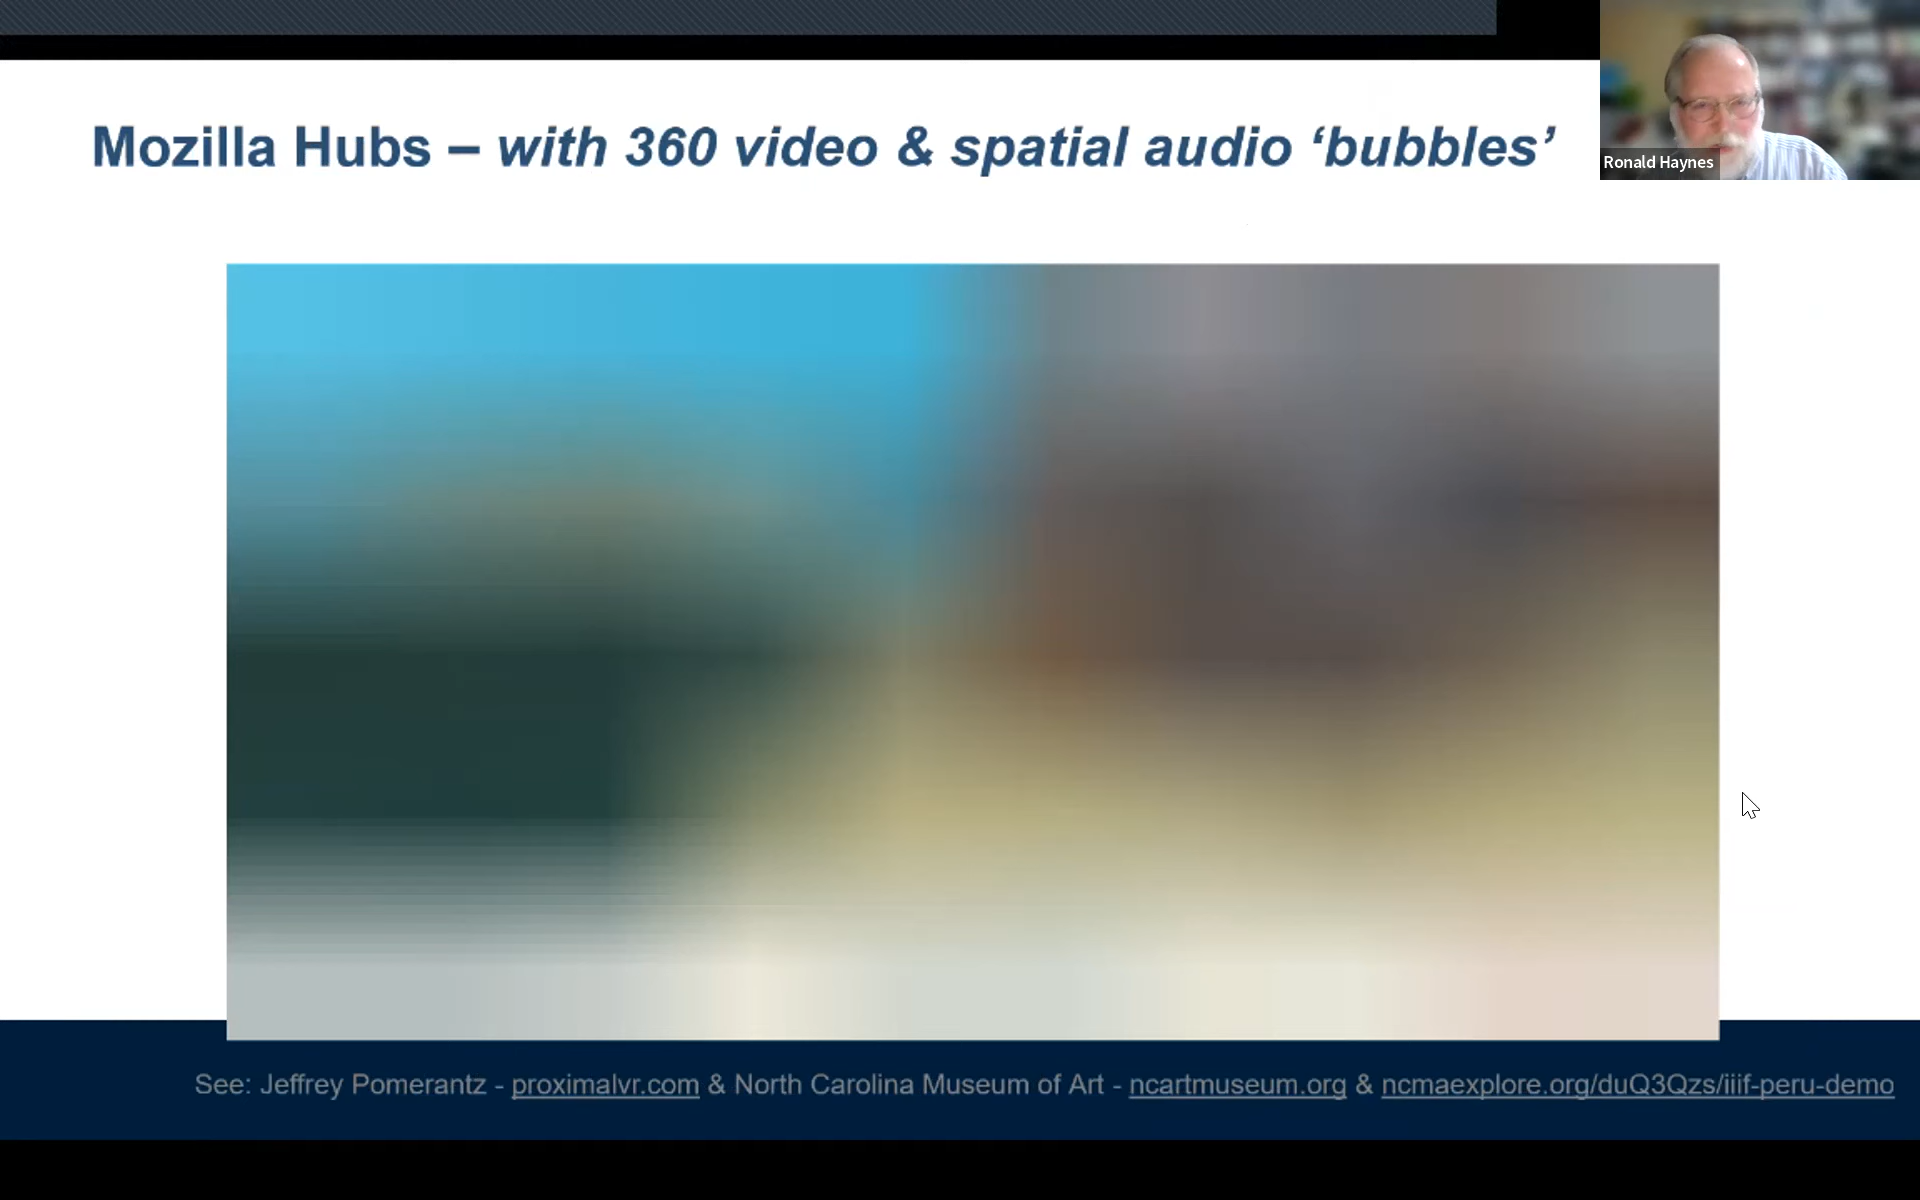 Mozilla Hubs – with 360 video & spatial audio ‘bubbles’
Ronald Haynes
See: Jeffrey Pomerantz - proximalvr.com & North Carolina Museum of Art - ncartmuseum.org & ncmaexplore.org/duQ3Qzs/iiif-peru-demo